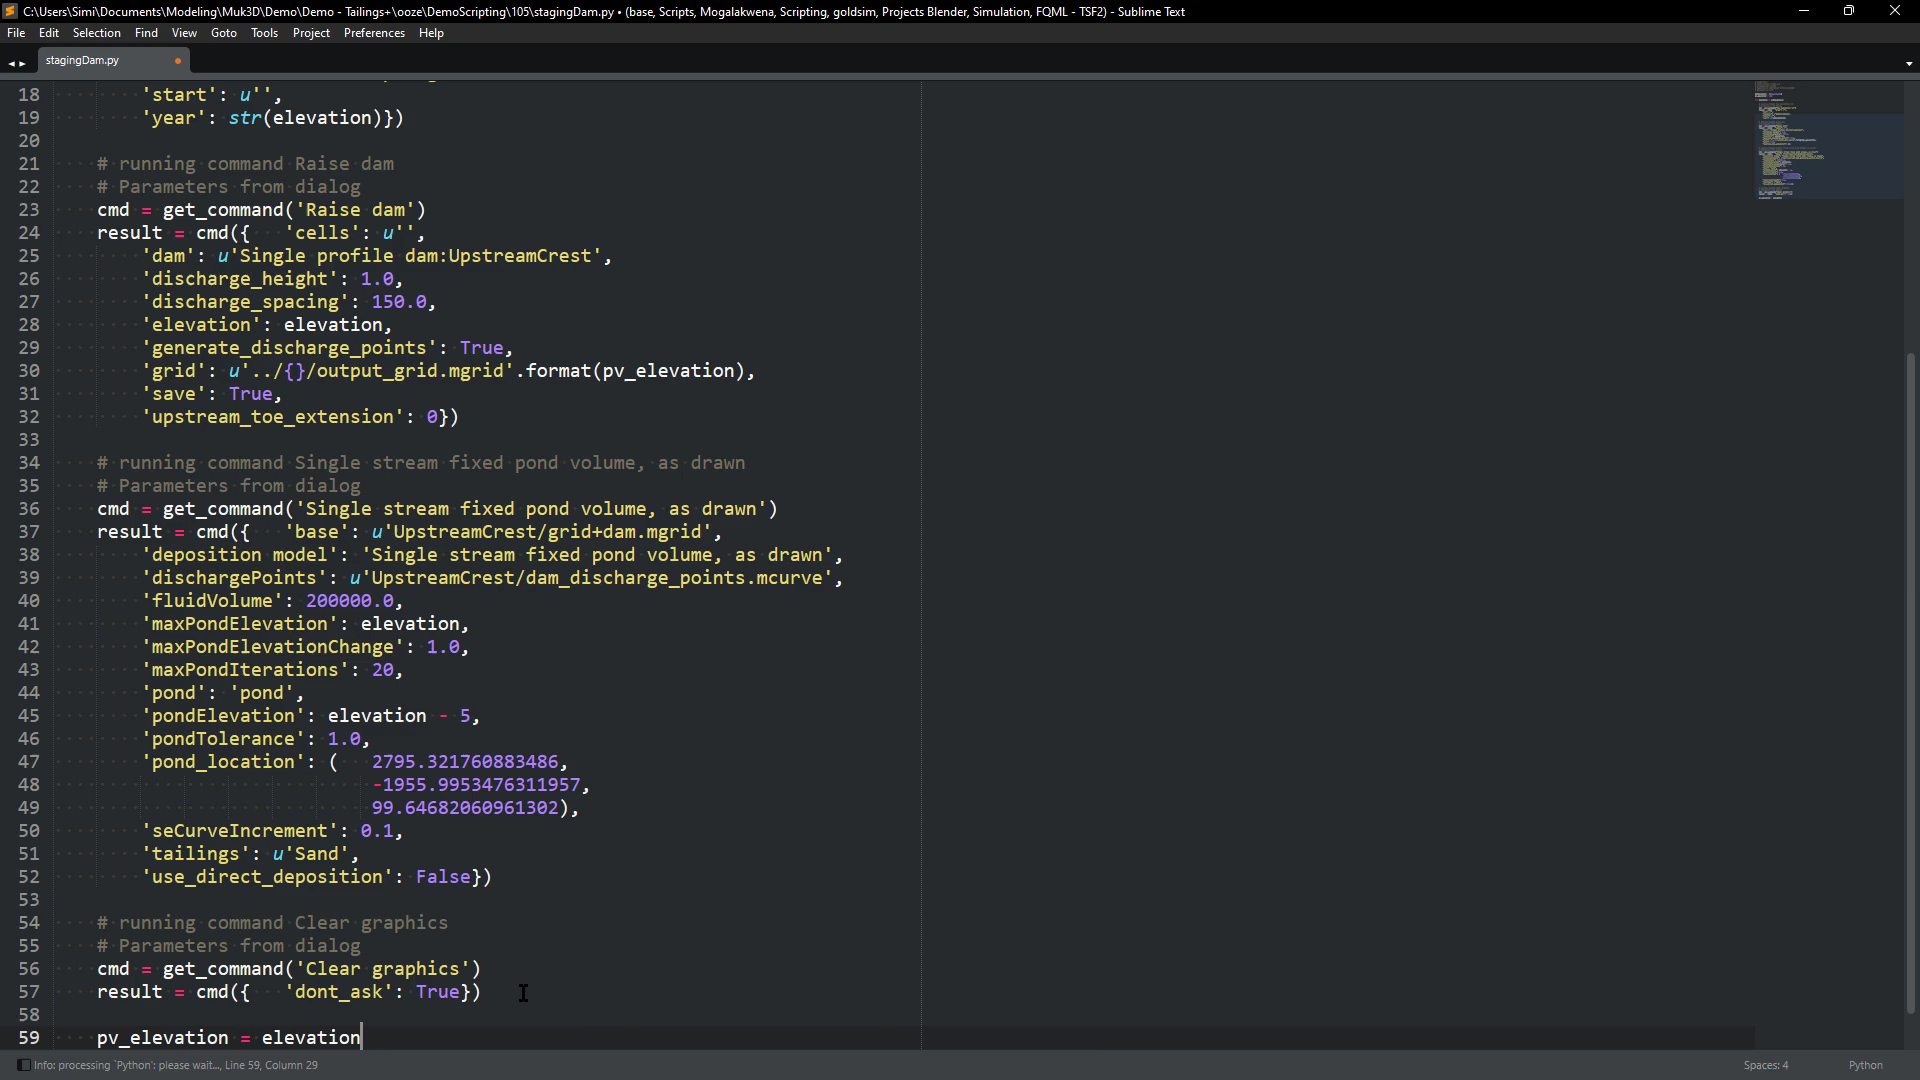 C:\Users\Simi\Documents\Modeling\Muk3D\Demo\Demo - Tailings+\ooze\DemoScripting\105\stagingDam.py • (base, Scripts, Mogalakwena, Scripting, goldsim, Projects Blender, Simulation, FQML - TSF2) - Sublime Text
File Edit Selection Find View Goto Tools Project Preferences Help
stagingDam.py
18 'start': u'',
19 'year': str(elevation)})
20
21 # running command Raise dam
22 # Parameters from dialog
23 cmd = get_command('Raise dam')
24 result = cmd({ 'cells': u'',
25 'dam': u'Single profile dam:UpstreamCrest',
26 'discharge_height': 1.0,
27 'discharge_spacing': 150.0,
28 'elevation': elevation,
29 'generate_discharge_points': True,
30 'grid': u'../{}/output_grid.mgrid'.format(pv_elevation),
31 'save': True,
32 'upstream_toe_extension': 0})
33
34 # running command Single stream fixed pond volume, as drawn
35 # Parameters from dialog
36 cmd = get_command('Single stream fixed pond volume, as drawn')
37 result = cmd({ 'base': u'UpstreamCrest/grid+dam.mgrid',
38 'deposition model': 'Single stream fixed pond volume, as drawn',
39 'dischargePoints': u'UpstreamCrest/dam_discharge_points.mcurve',
40 'fluidVolume': 200000.0,
41 'maxPondElevation': elevation,
42 'maxPondElevationChange': 1.0,
43 'maxPondIterations': 20,
44 'pond': 'pond',
45 'pondElevation': elevation - 5,
46 'pondTolerance': 1.0,
47 'pond_location': ( 2795.321760883486,
48 -1955.9953476311957,
49 99.64682060961302),
50 'seCurveIncrement': 0.1,
51 'tailings': u'Sand',
52 'use_direct_deposition': False})
53
54 # running command Clear graphics
55 # Parameters from dialog
56 cmd = get_command('Clear graphics')
57 result = cmd({ 'dont_ask': True})
58
59 pv_elevation = elevation
Info: processing `Python': please wait..., Line 59, Column 29 Spaces: 4 Python